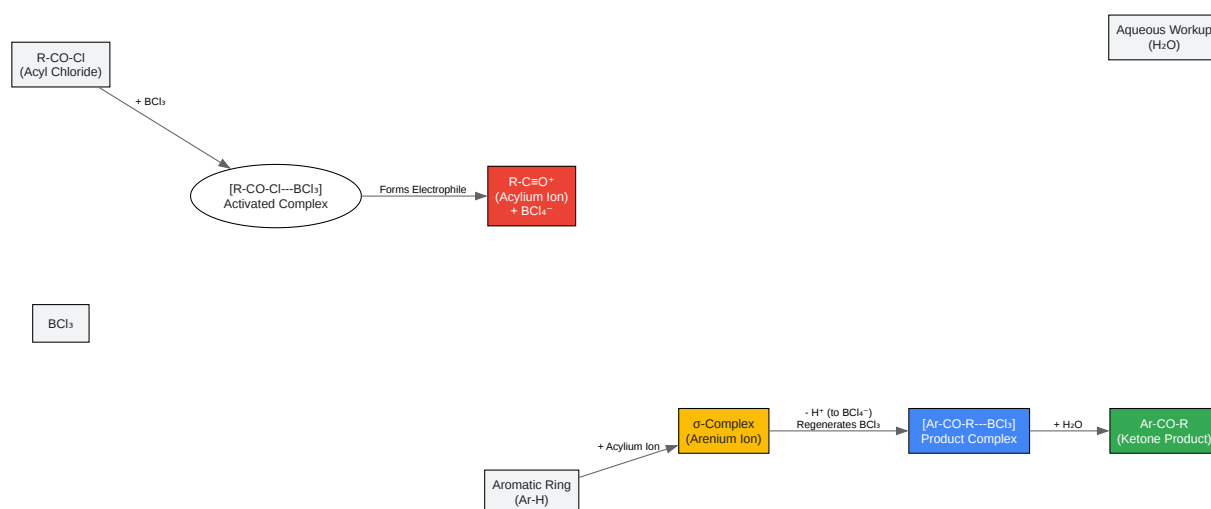 R-CO-Cl
(Acyl Chloride)
Aqueous Workup
(H₂O)
+ BCl₃
[R-CO-Cl---BCl₃]
Activated Complex
Forms Electrophile
R-C≡O⁺
(Acylium Ion)
+ BCl₄⁻
BCl₃
Aromatic Ring
(Ar-H)
+ Acylium Ion
σ-Complex
(Arenium Ion)
- H⁺ (to BCl₄⁻)
Regenerates BCl₃
[Ar-CO-R---BCl₃]
Product Complex
+ H₂O
Ar-CO-R
(Ketone Product)